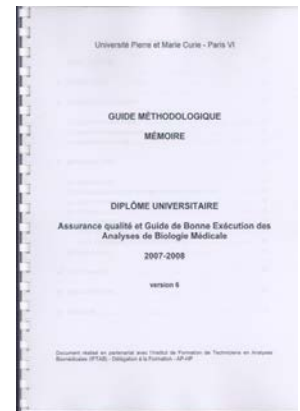 Université Pierre et Marie Curie - Paris VI
GUIDE MÉTHODOLOGIQUE
MÉMOIRE
DIPLÔME UNIVERSITAIRE
Assurance qualité et Guide de Bonne Exécution des
Analyses de Biologie Médicale
2007-2008
version 6
Document réalisé en partenariat avec l'Institut de Formation de Techniciens en Analyses
Biomédicales (IFTAB) - Délégation à la Formation - AP-HP